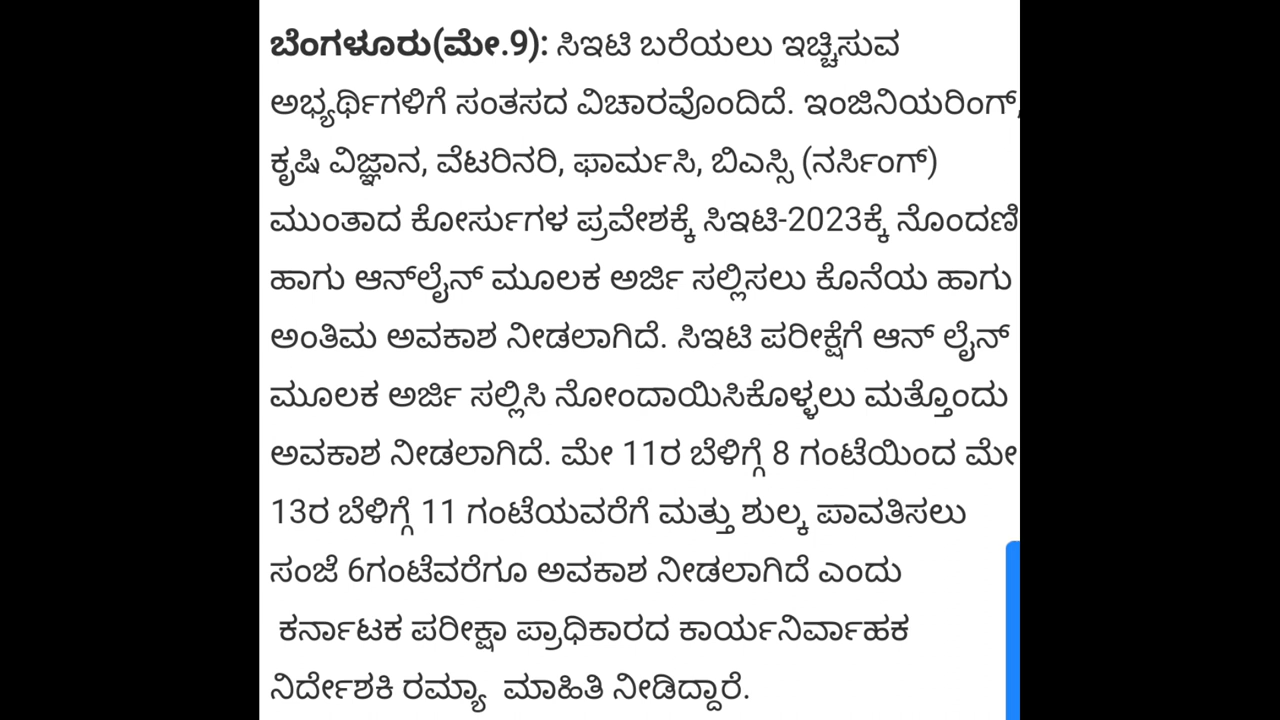 ಬೆಂಗಳೂರು(ಮೇ.9): ಸಿಇಟಿ ಬರೆಯಲು ಇಚ್ಚಿಸುವ
ಅಭ್ಯರ್ಥಿಗಳಿಗೆ ಸಂತಸದ ವಿಚಾರವೊಂದಿದೆ. ಇಂಜಿನಿಯರಿಂಗ್,
ಕೃಷಿ ವಿಜ್ಞಾನ, ವೆಟರಿನರಿ, ಫಾರ್ಮಸಿ, ಬಿಎಸ್ಸಿ (ನರ್ಸಿಂಗ್)
ಮುಂತಾದ ಕೋರ್ಸುಗಳ ಪ್ರವೇಶಕ್ಕೆ ಸಿಇಟಿ-2023ಕ್ಕೆ ನೊಂದಣಿ
ಹಾಗು ಆನ್‌ಲೈನ್ ಮೂಲಕ ಅರ್ಜಿ ಸಲ್ಲಿಸಲು ಕೊನೆಯ ಹಾಗು
ಅಂತಿಮ ಅವಕಾಶ ನೀಡಲಾಗಿದೆ. ಸಿಇಟಿ ಪರೀಕ್ಷೆಗೆ ಆನ್ ಲೈನ್
ಮೂಲಕ ಅರ್ಜಿ ಸಲ್ಲಿಸಿ ನೋಂದಾಯಿಸಿಕೊಳ್ಳಲು ಮತ್ತೊಂದು
ಅವಕಾಶ ನೀಡಲಾಗಿದೆ. ಮೇ 11ರ ಬೆಳಿಗ್ಗೆ 8 ಗಂಟೆಯಿಂದ ಮೇ
13ರ ಬೆಳಿಗ್ಗೆ 11 ಗಂಟೆಯವರೆಗೆ ಮತ್ತು ಶುಲ್ಕ ಪಾವತಿಸಲು
ಸಂಜೆ 6ಗಂಟೆವರೆಗೂ ಅವಕಾಶ ನೀಡಲಾಗಿದೆ ಎಂದು
ಕರ್ನಾಟಕ ಪರೀಕ್ಷಾ ಪ್ರಾಧಿಕಾರದ ಕಾರ್ಯನಿರ್ವಾಹಕ
ನಿರ್ದೇಶಕಿ ರಮ್ಯಾ ಮಾಹಿತಿ ನೀಡಿದ್ದಾರೆ.